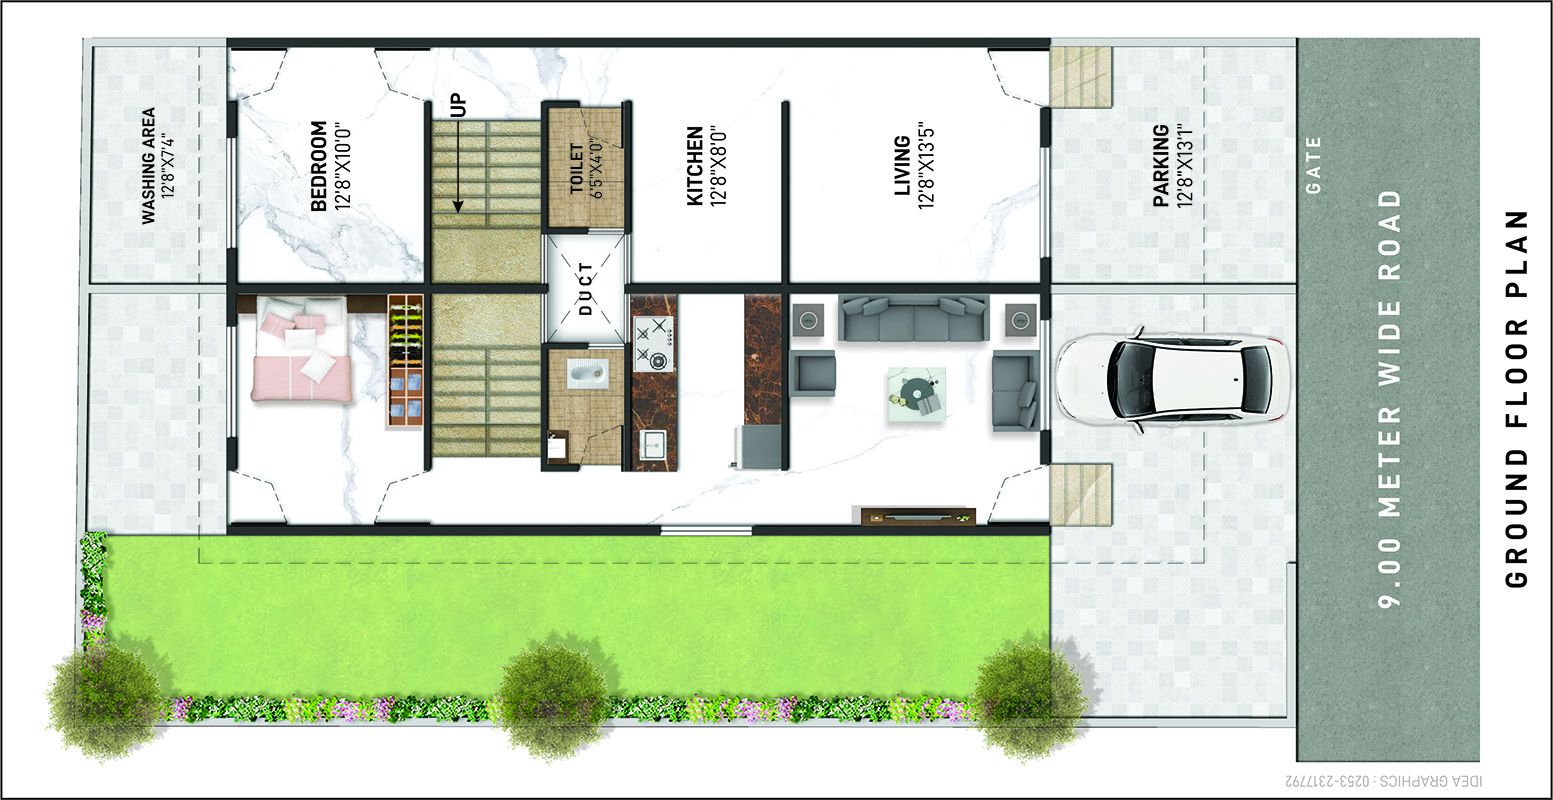 WASHING AREA
12'8"X7'4"
BEDROOM
12'8"X10'0"
UP
TOILET
6'5"X4'0"
DUCT
KITCHEN
12'8"X8'0"
LIVING
12'8"X13'5"
PARKING
12'8"X13'1"
GATE
9.00 METER WIDE ROAD
GROUND FLOOR PLAN
IDEA GRAPHICS : 0253-2317792